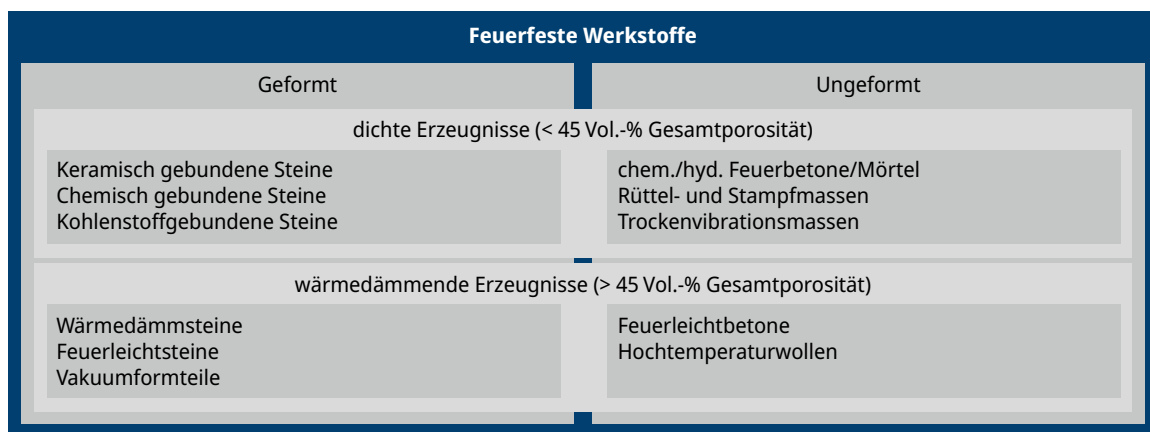 Feuerfeste Werkstoffe
Geformt
Ungeformt
dichte Erzeugnisse (< 45 Vol.-% Gesamtporosität)
Keramisch gebundene Steine
Chemisch gebundene Steine
Kohlenstoffgebundene Steine
chem./hyd. Feuerbetone/Mörtel
Rüttel- und Stampfmassen
Trockenvibrationsmassen
wärmedämmende Erzeugnisse (> 45 Vol.-% Gesamtporosität)
Wärmedämmsteine
Feuerleichtsteine
Vakuumformteile
Feuerleichtbetone
Hochtemperaturwollen